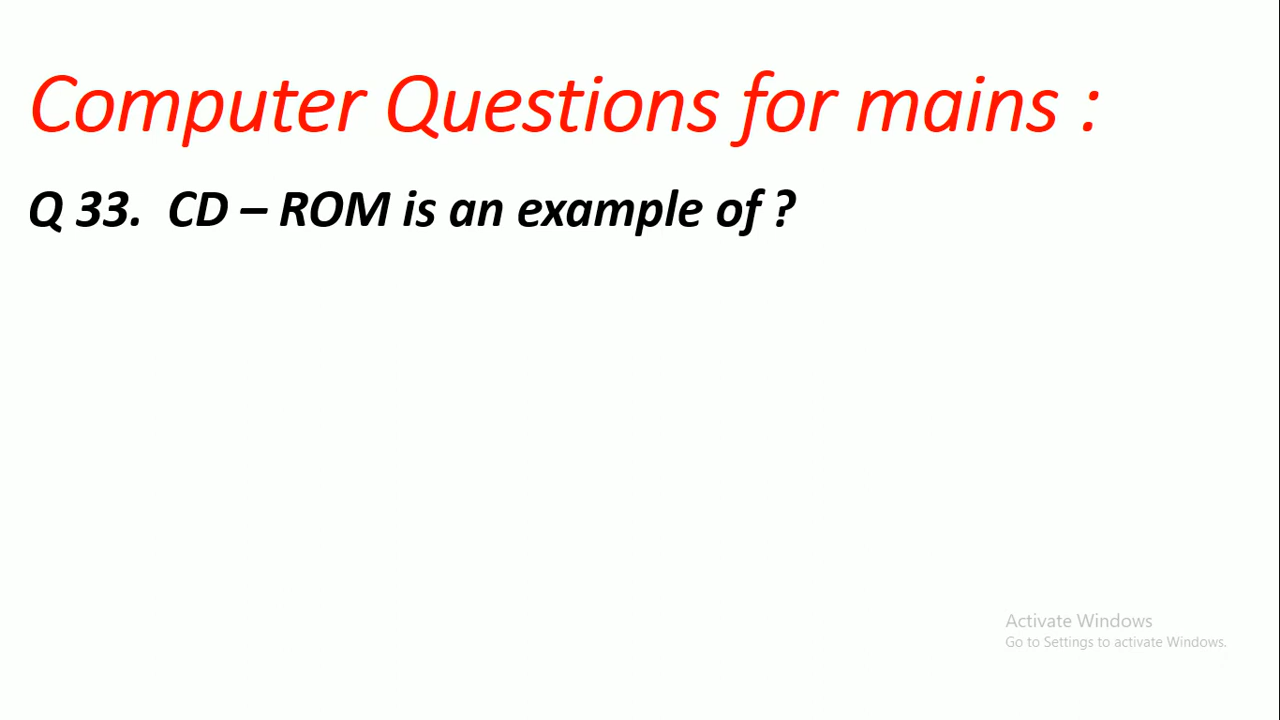 Computer Questions for mains :
Q 33. CD – ROM is an example of ?
Activate Windows
Go to Settings to activate Windows.